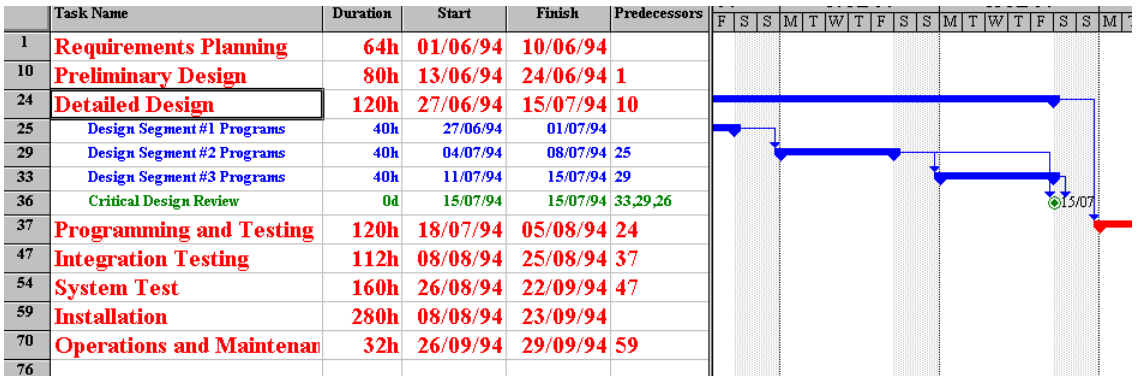 Task Name Duration Start Finish Predecessors F S S M T W T F S S M T W T F S S M
1 Requirements Planning 64h 01/06/94 10/06/94
10 Preliminary Design 80h 13/06/94 24/06/94 1
24 Detailed Design 120h 27/06/94 15/07/94 10
25 Design Segment #1 Programs 40h 27/06/94 01/07/94
29 Design Segment #2 Programs 40h 04/07/94 08/07/94 25
33 Design Segment #3 Programs 40h 11/07/94 15/07/94 29
36 Critical Design Review 0d 15/07/94 15/07/94 33,29,26 15/07
37 Programming and Testing 120h 18/07/94 05/08/94 24
47 Integration Testing 112h 08/08/94 25/08/94 37
54 System Test 160h 26/08/94 22/09/94 47
59 Installation 280h 08/08/94 23/09/94
70 Operations and Maintenan 32h 26/09/94 29/09/94 59
76